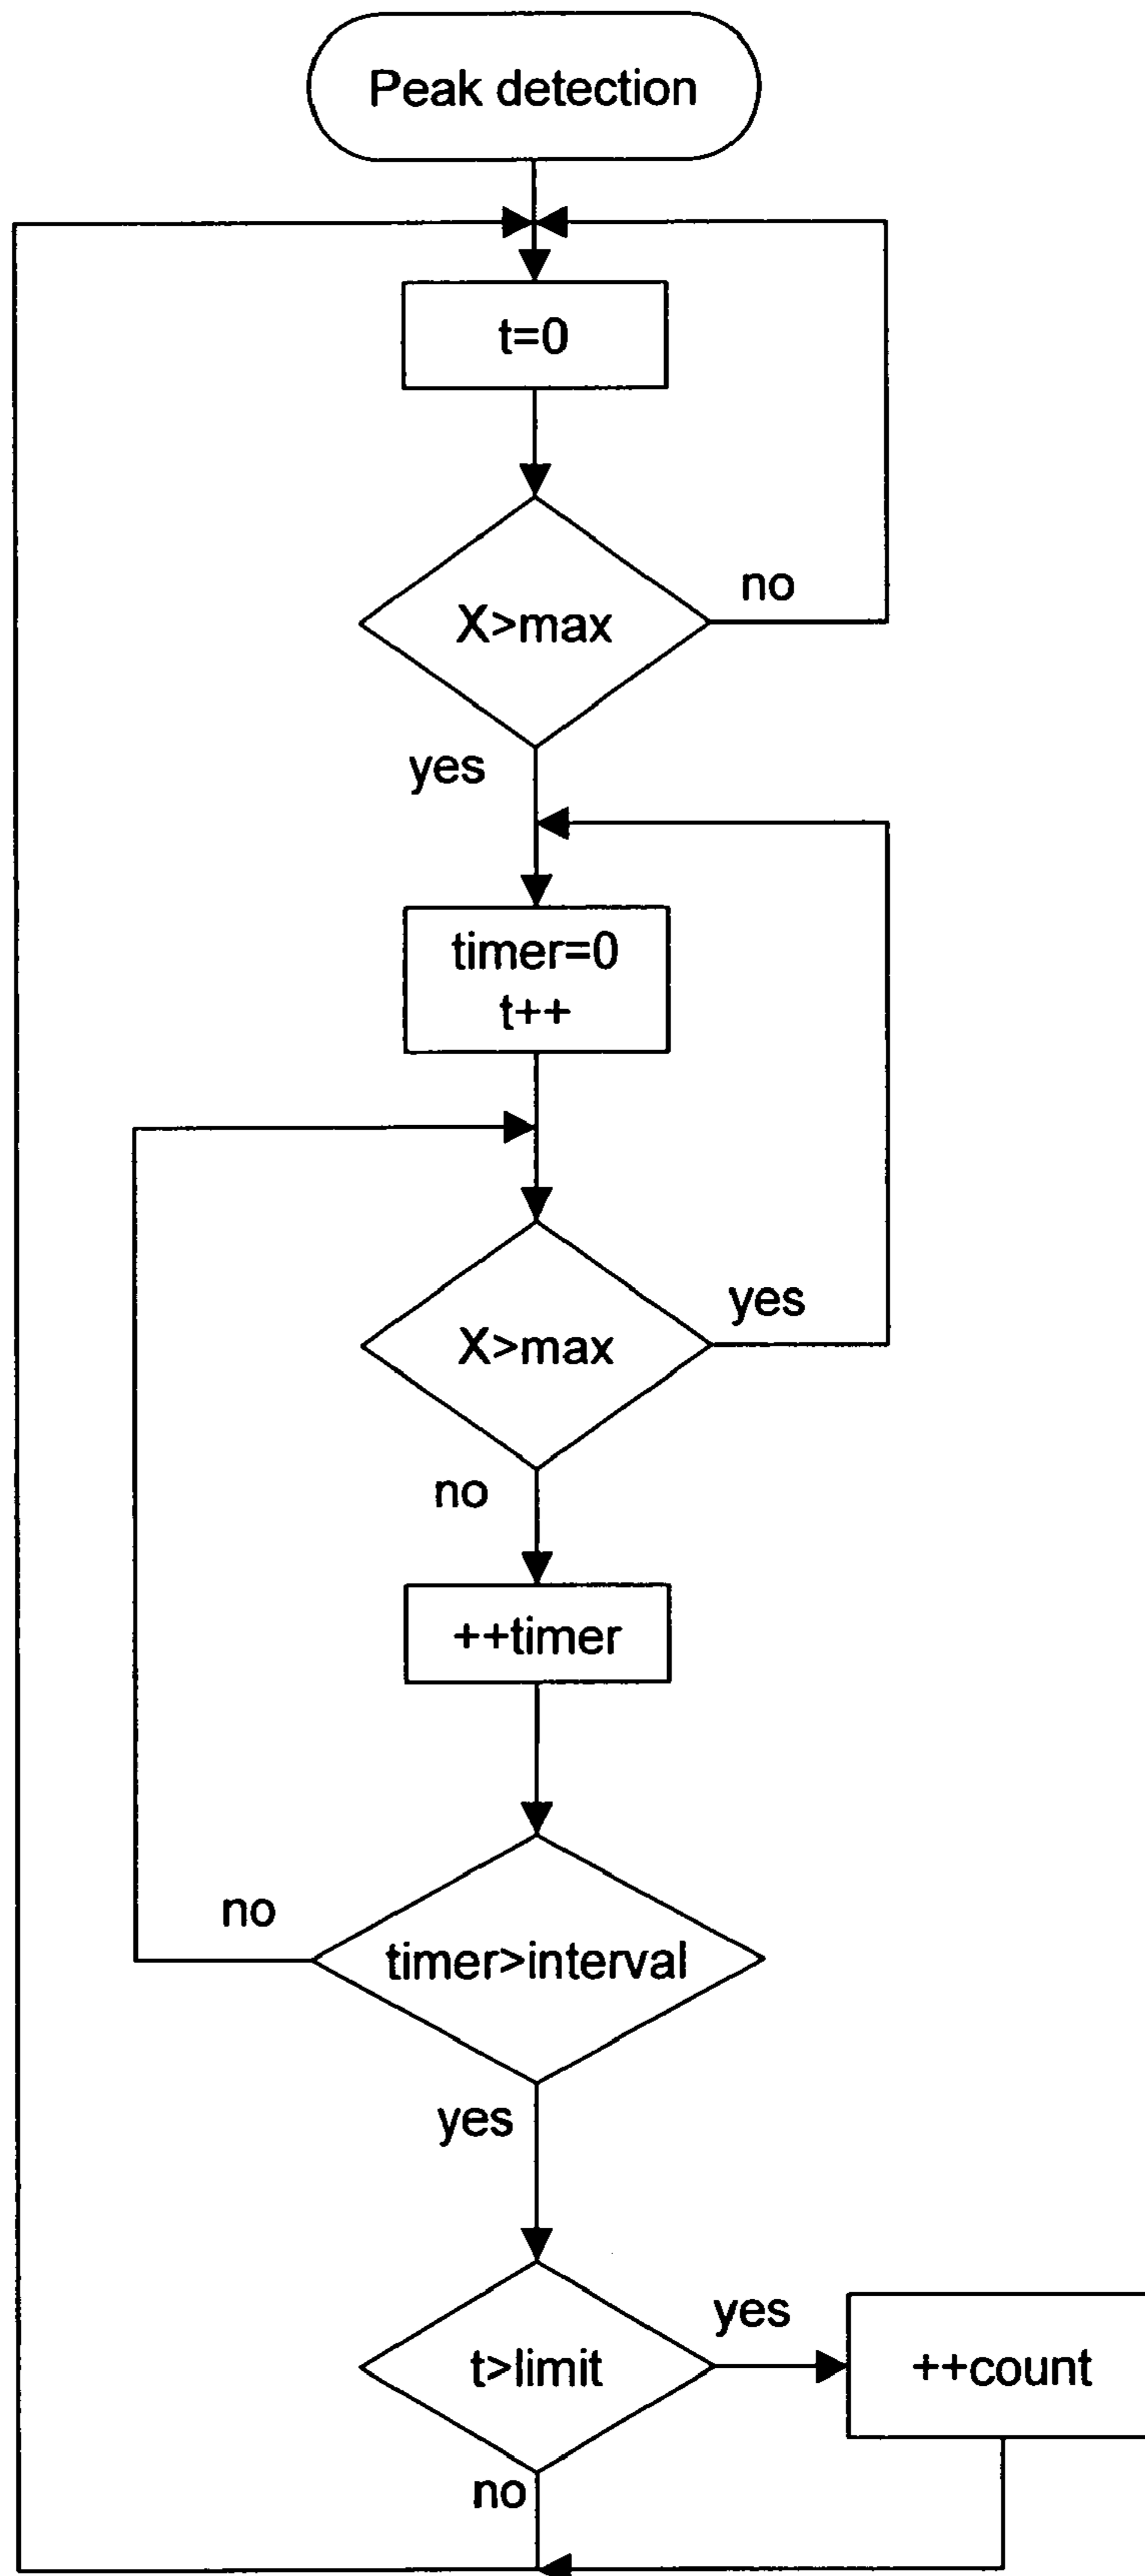 Peak detection
t=0
X>max
no
yes
timer=0
t++
X>max
yes
no
++timer
timer>interval
no
yes
t>limit
yes
++count
no